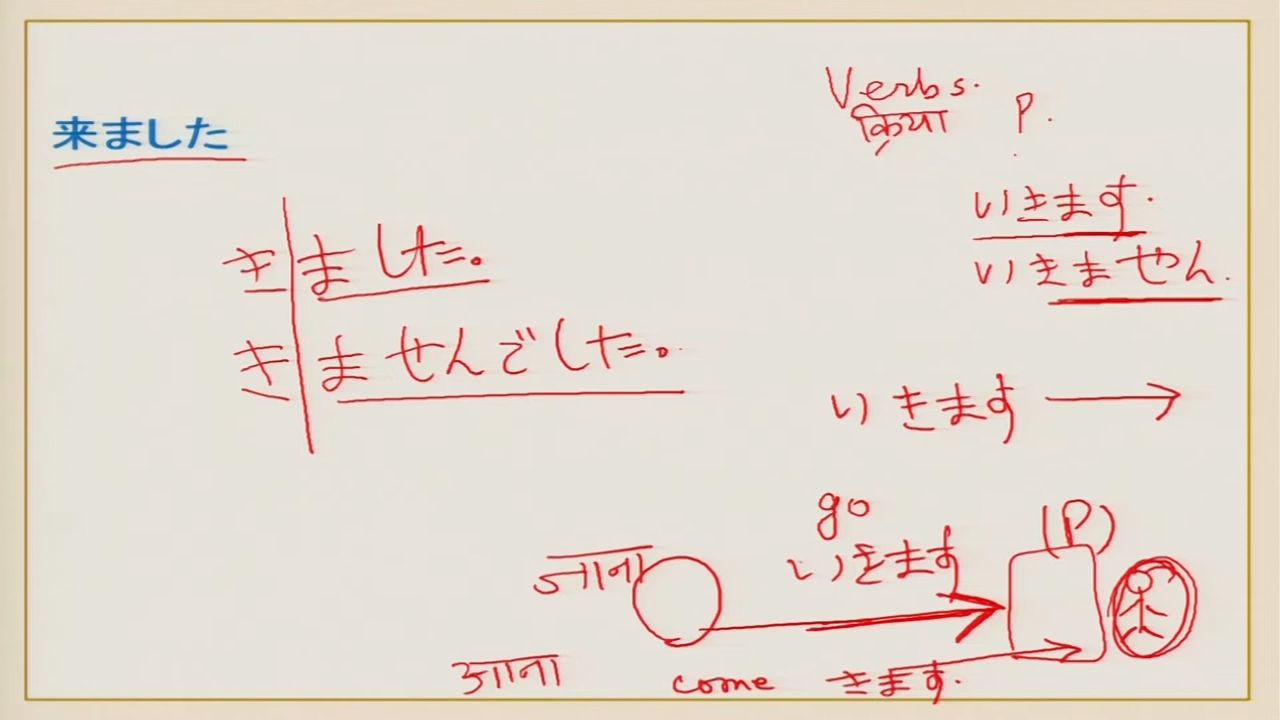 来ました
Verbs.
क्रिया P.
いきます.
いきません.
きました。
きませんでした。
いきます
go
(P)
いきます
जाना
आना come きます.